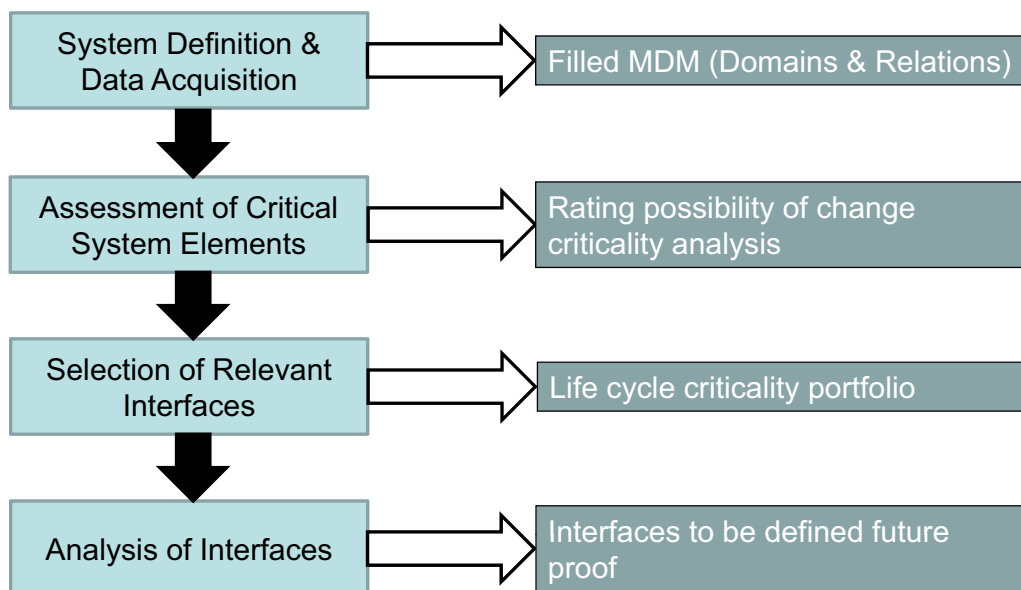 System Definition &
Data Acquisition
Filled MDM (Domains & Relations)
Assessment of Critical
System Elements
Rating possibility of change
criticality analysis
Selection of Relevant
Interfaces
Life cycle criticality portfolio
Analysis of Interfaces
Interfaces to be defined future
proof